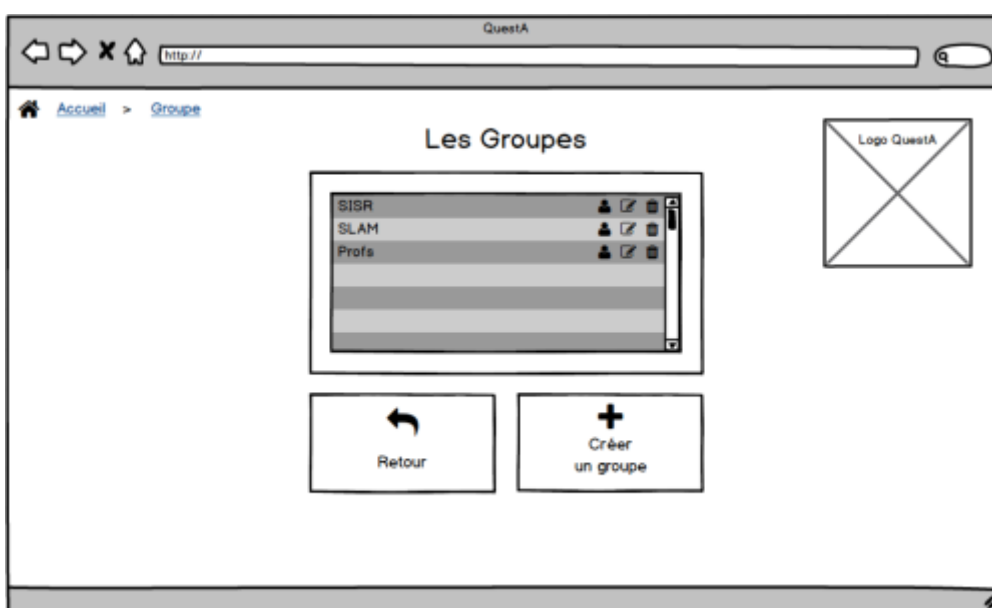 QuestA
http://
Accueil > Groupe
Les Groupes
Logo QuestA
SISR
SLAM
Profs
Retour
Créer
un groupe